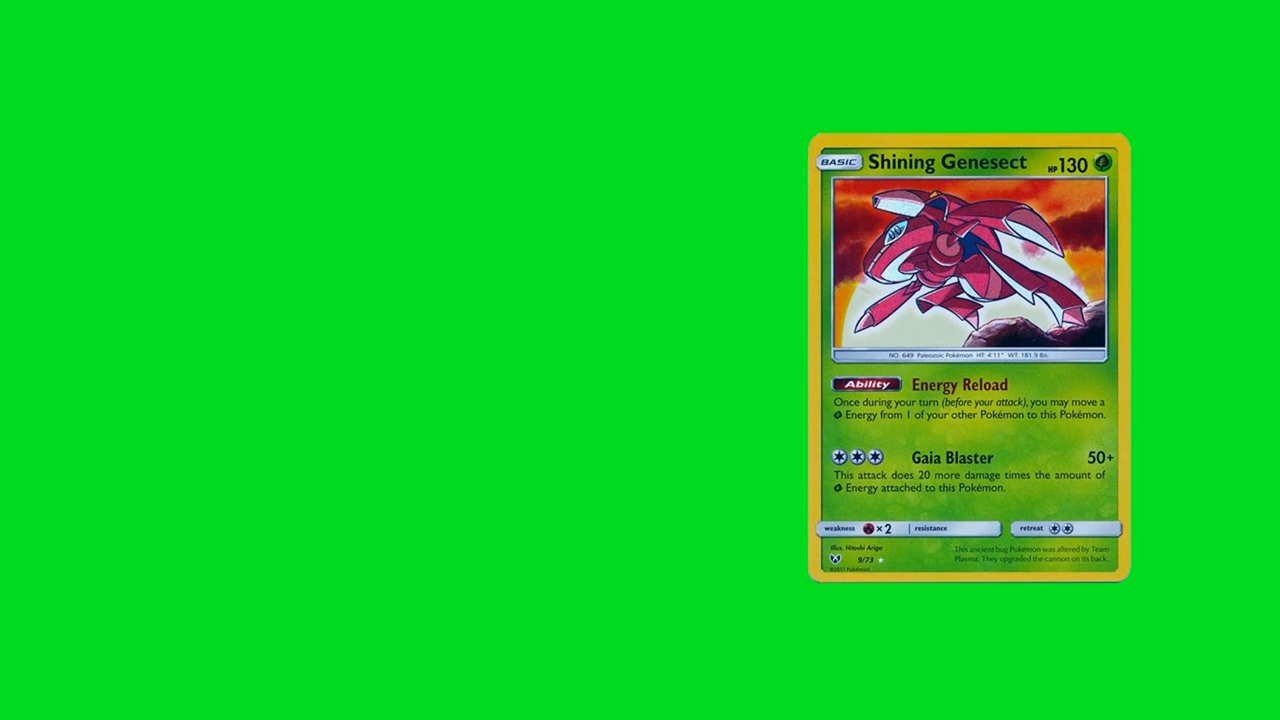 BASIC Shining Genesect HP 130
NO. 649 Paleozoic Pokémon HT: 4'11" WT: 181.9 lbs.
Ability Energy Reload
Once during your turn (before your attack), you may move a
Energy from 1 of your other Pokémon to this Pokémon.
Gaia Blaster 50+
This attack does 20 more damage times the amount of
Energy attached to this Pokémon.
weakness ×2 resistance retreat
Illus. Hitoshi Ariga
9/73
©2017 Pokémon
This ancient bug Pokémon was altered by Team
Plasma. They upgraded the cannon on its back.